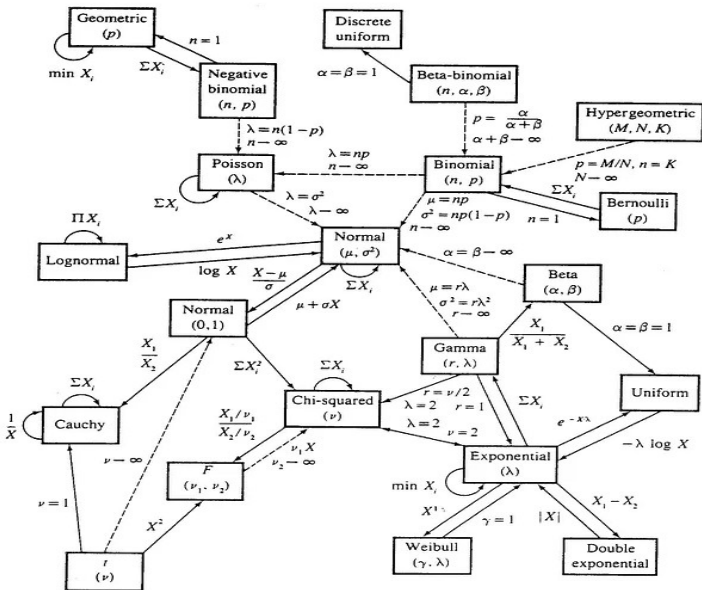 Geometric
(p)
min X_i
n = 1
ΣX_i
Negative
binomial
(n, p)
Discrete
uniform
α = β = 1
Beta-binomial
(n, α, β)
p = α / (α + β)
α + β → ∞
Hypergeometric
(M, N, K)
λ = n(1 − p)
n → ∞
λ = np
n → ∞
p = M/N, n = K
N → ∞
Poisson
(λ)
ΣX_i
Binomial
(n, p)
ΣX_i
n = 1
Bernoulli
(p)
λ = σ²
λ → ∞
μ = np
σ² = np(1 − p)
n → ∞
ΠX_i
Lognormal
e^x
log X
Normal
(μ, σ²)
ΣX_i
α = β → ∞
Beta
(α, β)
(X − μ) / σ
μ + σX
μ = rλ
σ² = rλ²
r → ∞
X_1 / (X_1 + X_2)
α = β = 1
Normal
(0, 1)
X_1 / X_2
ΣX_i²
ΣX_i
Gamma
(r, λ)
r = ν/2
λ = 2
r = 1
ΣX_i
Uniform
ΣX_i
1 / X
Cauchy
Chi-squared
(ν)
(X_1/ν_1) / (X_2/ν_2)
λ = 2
ν = 2
e^−Xλ
−λ log X
ν → ∞
ν_1 X
ν_2 → ∞
F
(ν_1, ν_2)
Exponential
(λ)
min X_i
ν = 1
X²
γ = 1
|X|
X_1 − X_2
t
(ν)
Weibull
(γ, λ)
Double
exponential